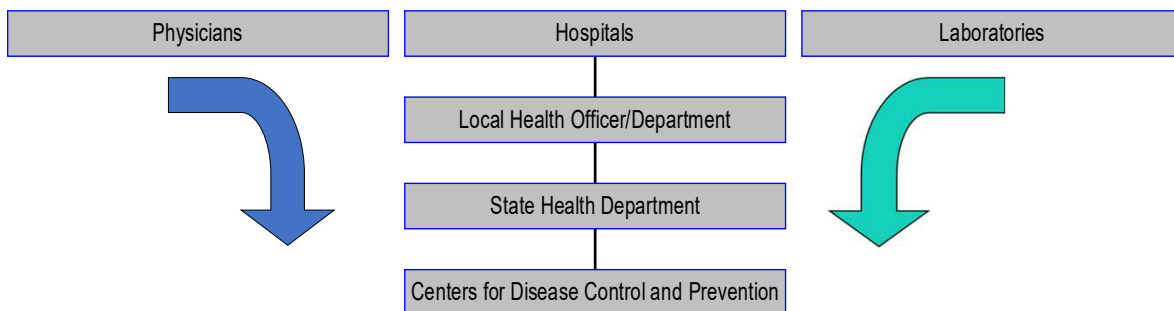 Physicians
Hospitals
Laboratories
Local Health Officer/Department
State Health Department
Centers for Disease Control and Prevention